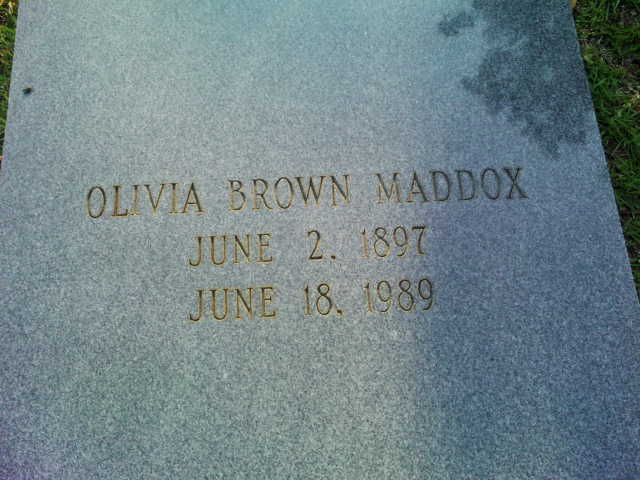 OLIVIA BROWN MADDOX
JUNE 2, 1897
JUNE 18, 1989